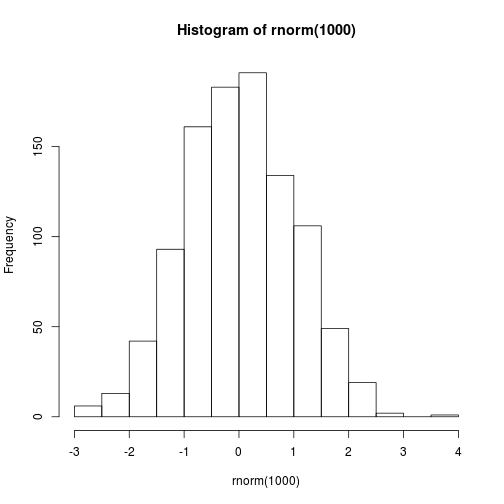 Histogram of rnorm(1000)
Frequency
150
100
50
0
-3 -2 -1 0 1 2 3 4
rnorm(1000)